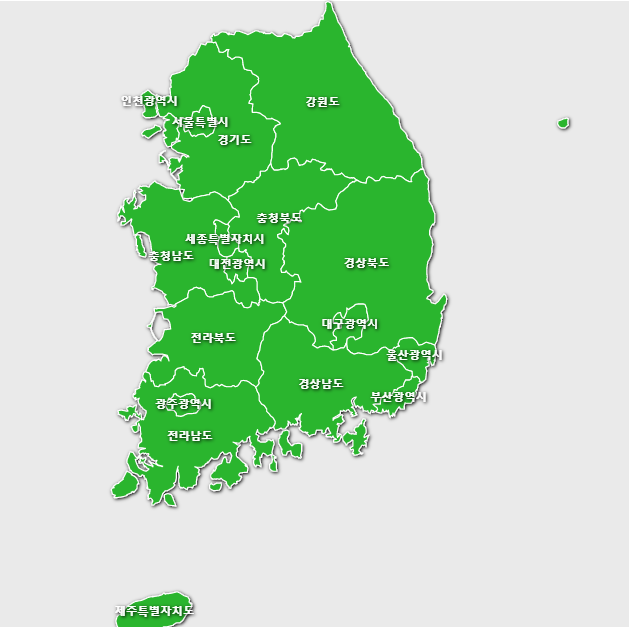 인천광역시
강원도
서울특별시
경기도
충청북도
세종특별자치시
충청남도
대전광역시
경상북도
대구광역시
전라북도
울산광역시
경상남도
부산광역시
광주광역시
전라남도
제주특별자치도